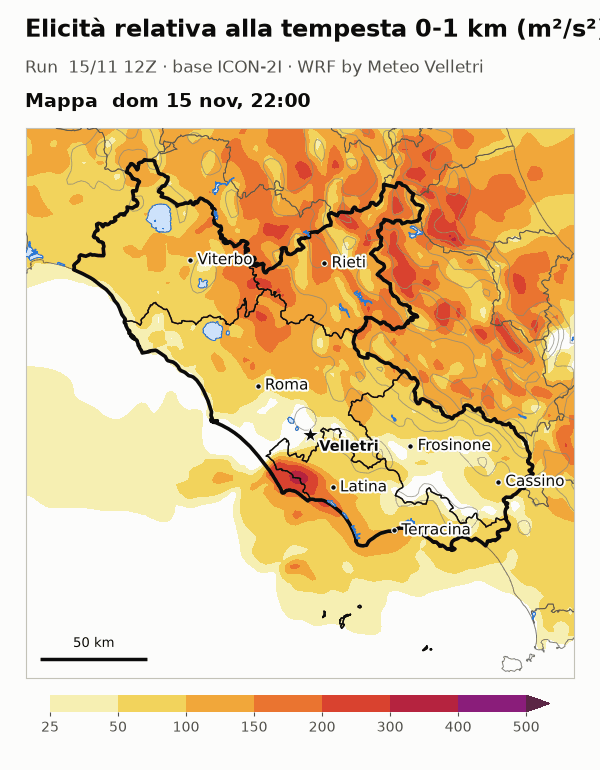 Elicità relativa alla tempesta 0-1 km (m²/s²)
Run 15/11 12Z · base ICON-2I · WRF by Meteo Velletri
Mappa dom 15 nov, 22:00
Viterbo
Rieti
Roma
Velletri
Frosinone
Latina
Cassino
Terracina
50 km
25 50 100 150 200 300 400 500